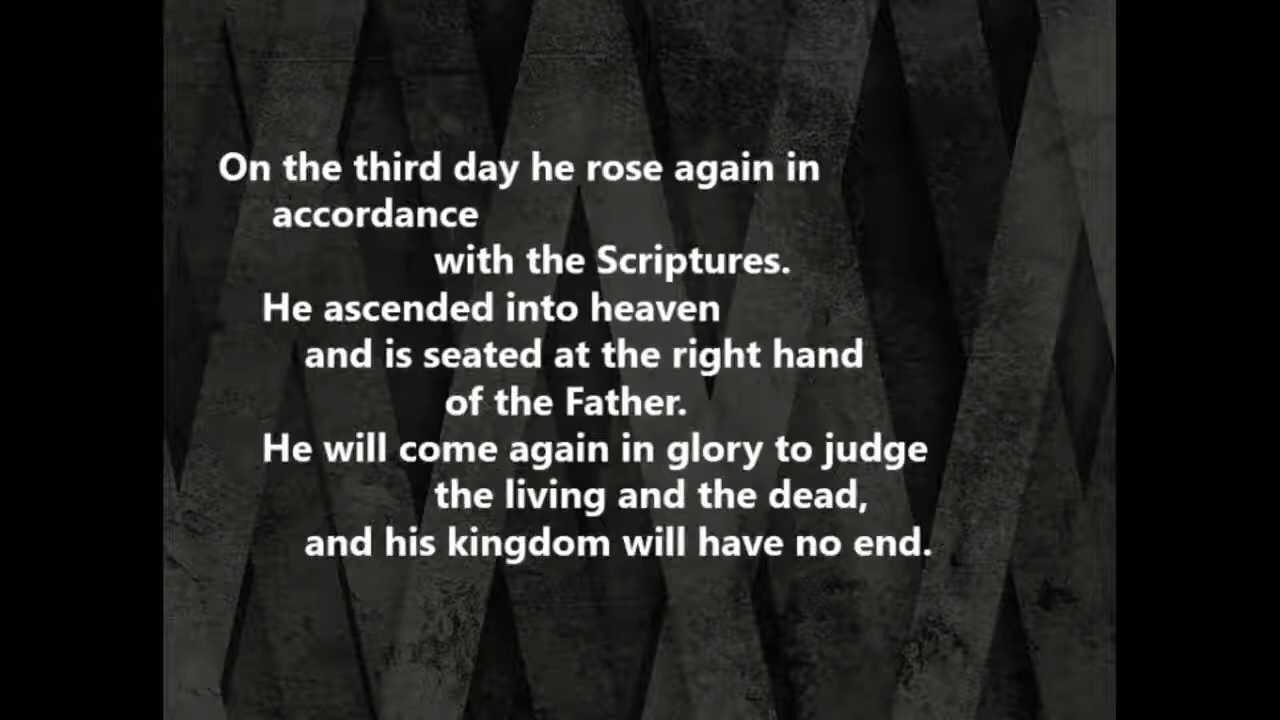 On the third day he rose again in
accordance
with the Scriptures.
He ascended into heaven
and is seated at the right hand
of the Father.
He will come again in glory to judge
the living and the dead,
and his kingdom will have no end.